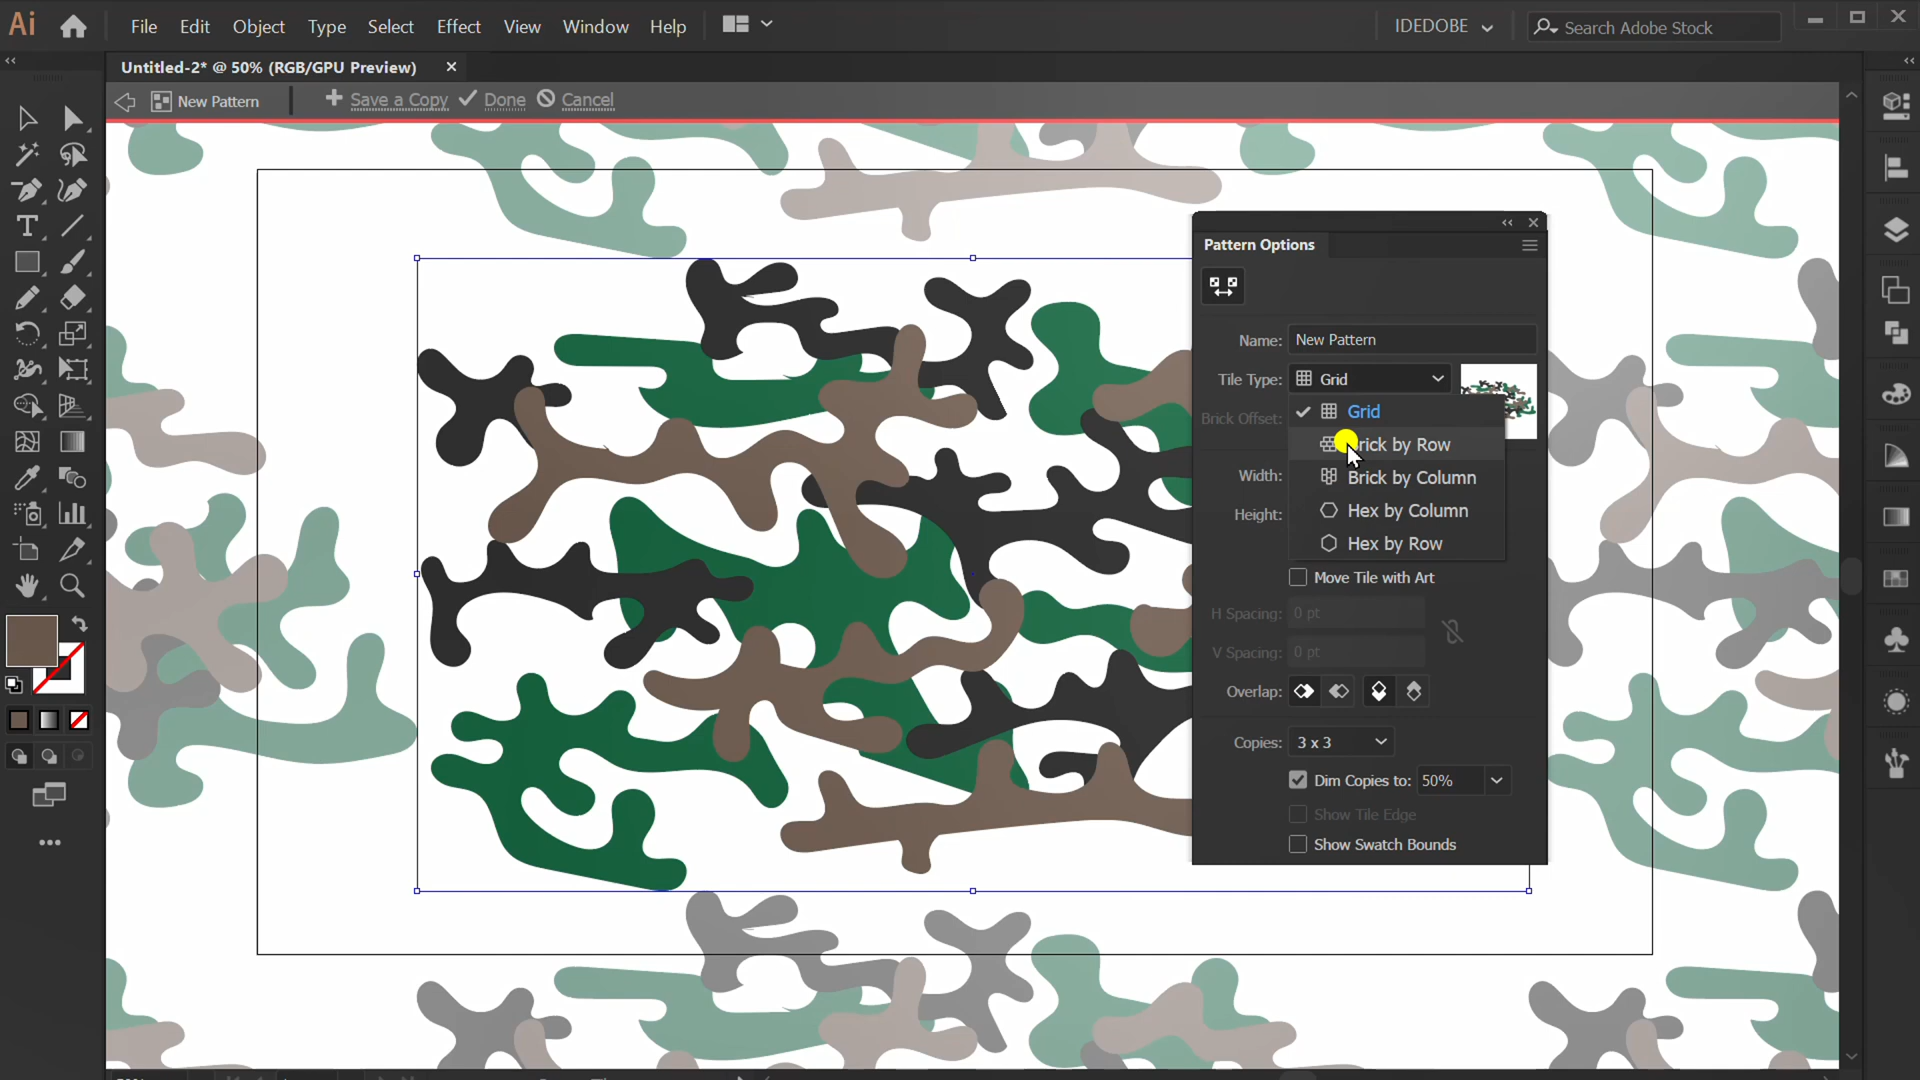 Ai File Edit Object Type Select Effect View Window Help IDEDOBE Search Adobe Stock
Untitled-2* @ 50% (RGB/GPU Preview)
New Pattern Save a Copy Done Cancel
Pattern Options
Name: New Pattern
Tile Type: Grid
Grid
Brick Offset:
Brick by Row
Width: Brick by Column
Height: Hex by Column
Hex by Row
Move Tile with Art
H Spacing: 0 pt
V Spacing: 0 pt
Overlap:
Copies: 3 x 3
Dim Copies to: 50%
Show Tile Edge
Show Swatch Bounds